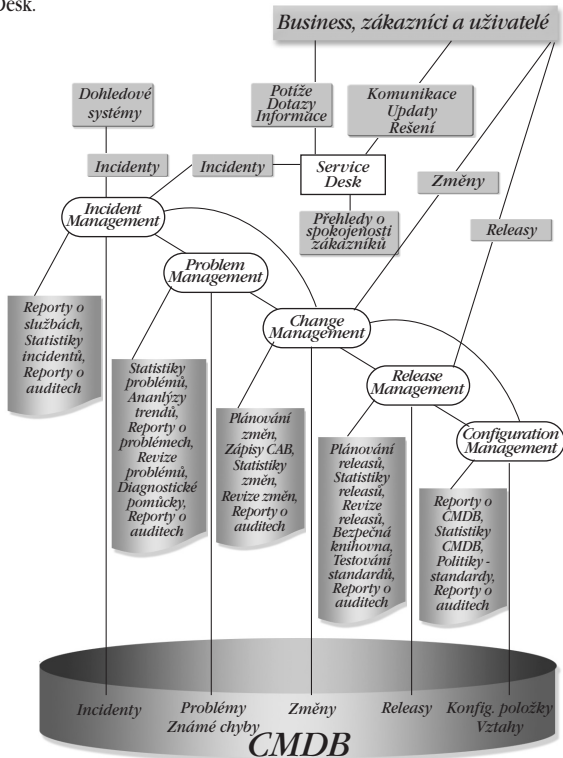 Desk.
Business, zákazníci a uživatelé
Dohledové
systémy
Potíže
Dotazy
Informace
Komunikace
Updaty
Řešení
Incidenty
Incidenty
Service
Desk
Změny
Přehledy o
spokojenosti
zákazníků
Releasy
Incident
Management
Problem
Management
Change
Management
Release
Management
Configuration
Management
Reporty o
službách,
Statistiky
incidentů,
Reporty o
auditech
Statistiky
problémů,
Ananlýzy
trendů,
Reporty o
problémech,
Revize
problémů,
Diagnostické
pomůcky,
Reporty o
auditech
Plánování
změn,
Zápisy CAB,
Statistiky
změn,
Revize změn,
Reporty o
auditech
Plánování
releasů,
Statistiky
releasů,
Revize
releasů,
Bezpečná
knihovna,
Testování
standardů,
Reporty o
auditech
Reporty o
CMDB,
Statistiky
CMDB,
Politiky -
standardy,
Reporty o
auditech
Incidenty
Problémy
Známé chyby
Změny
Releasy
Konfig. položky
Vztahy
CMDB